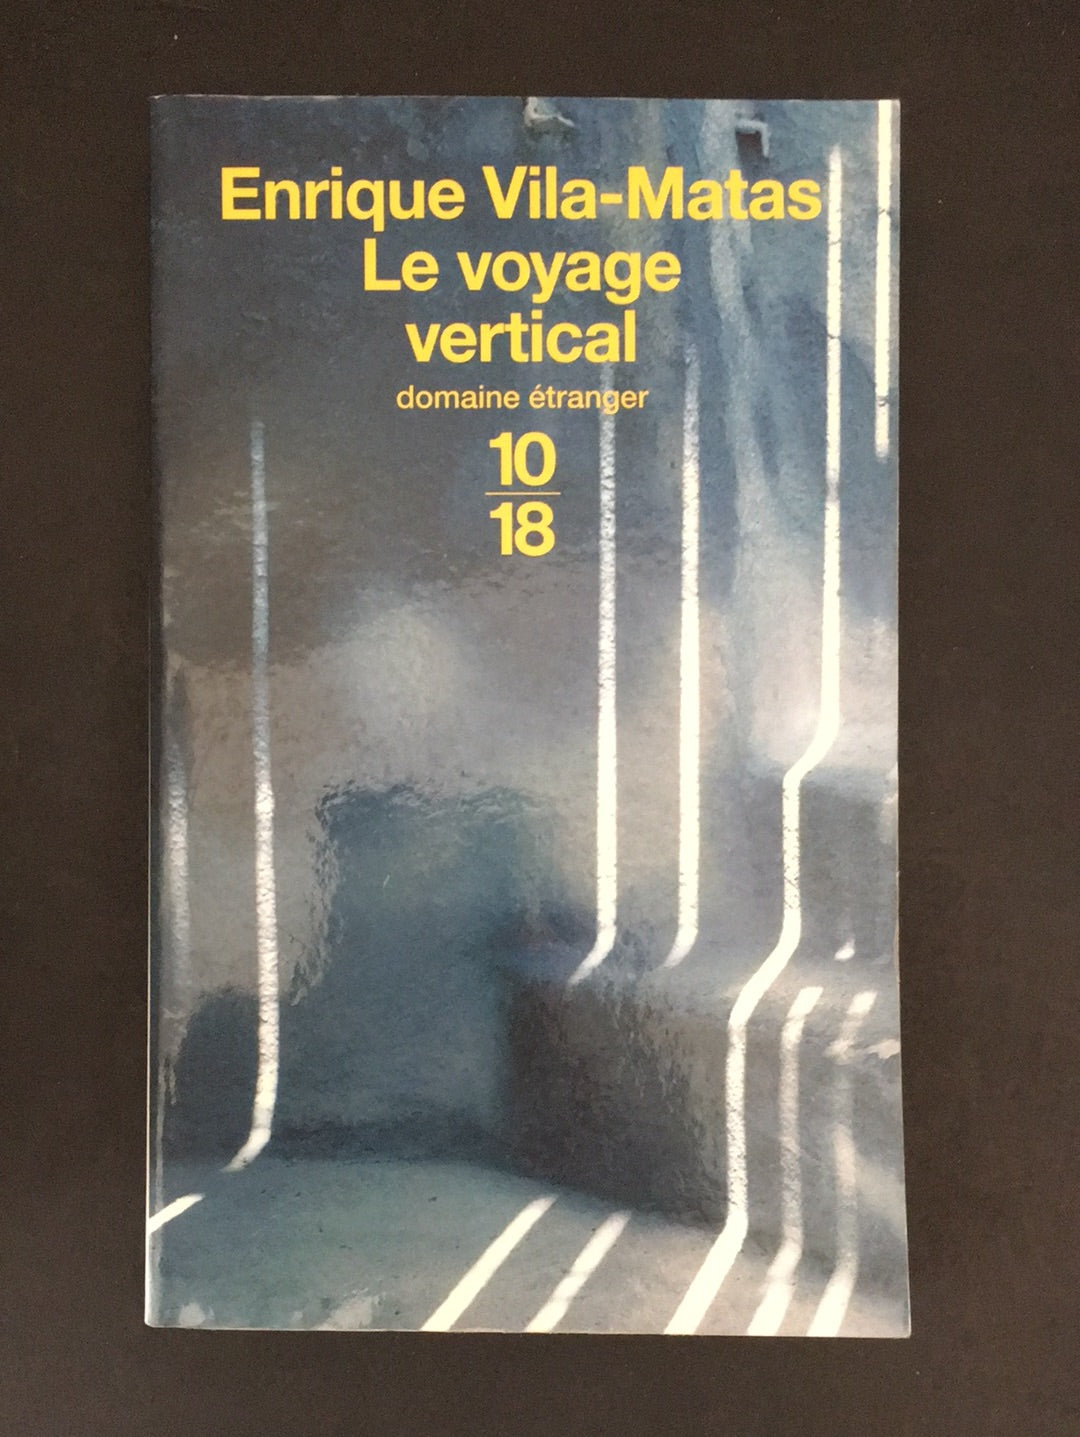 Enrique Vila-Matas
Le voyage
vertical
domaine étranger
10
18